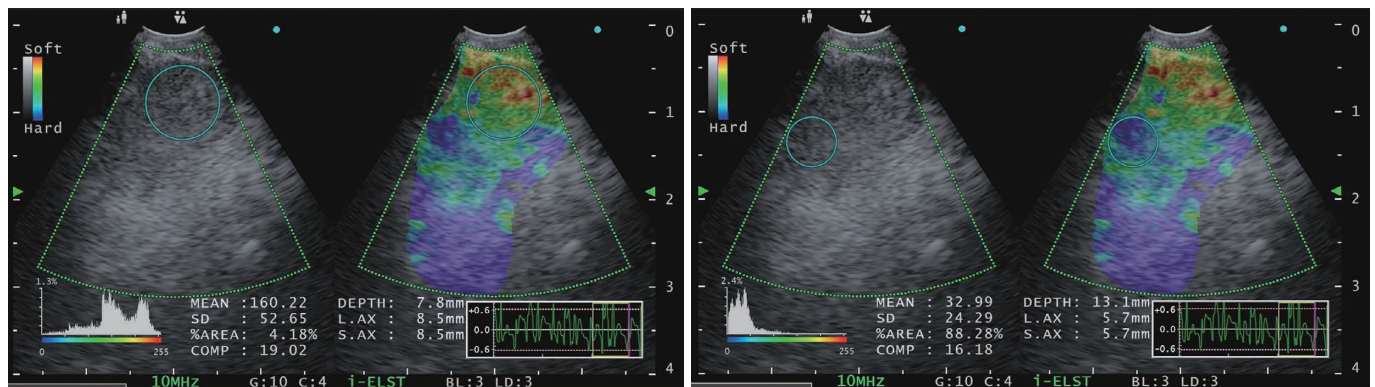 Soft
Hard
0
1
2
3
4
1.3%
0 255
MEAN :160.22
SD : 52.65
%AREA: 4.18%
COMP : 19.02
DEPTH: 7.8mm
L.AX : 8.5mm
S.AX : 8.5mm
+0.6
0.0
-0.6
10MHz G:10 C:4 i-ELST BL:3 LD:3
Soft
Hard
0
1
2
3
4
2.4%
0 255
MEAN : 32.99
SD : 24.29
%AREA: 88.28%
COMP : 16.18
DEPTH: 13.1mm
L.AX : 5.7mm
S.AX : 5.7mm
+0.6
0.0
-0.6
10MHz G:10 C:4 i-ELST BL:3 LD:3